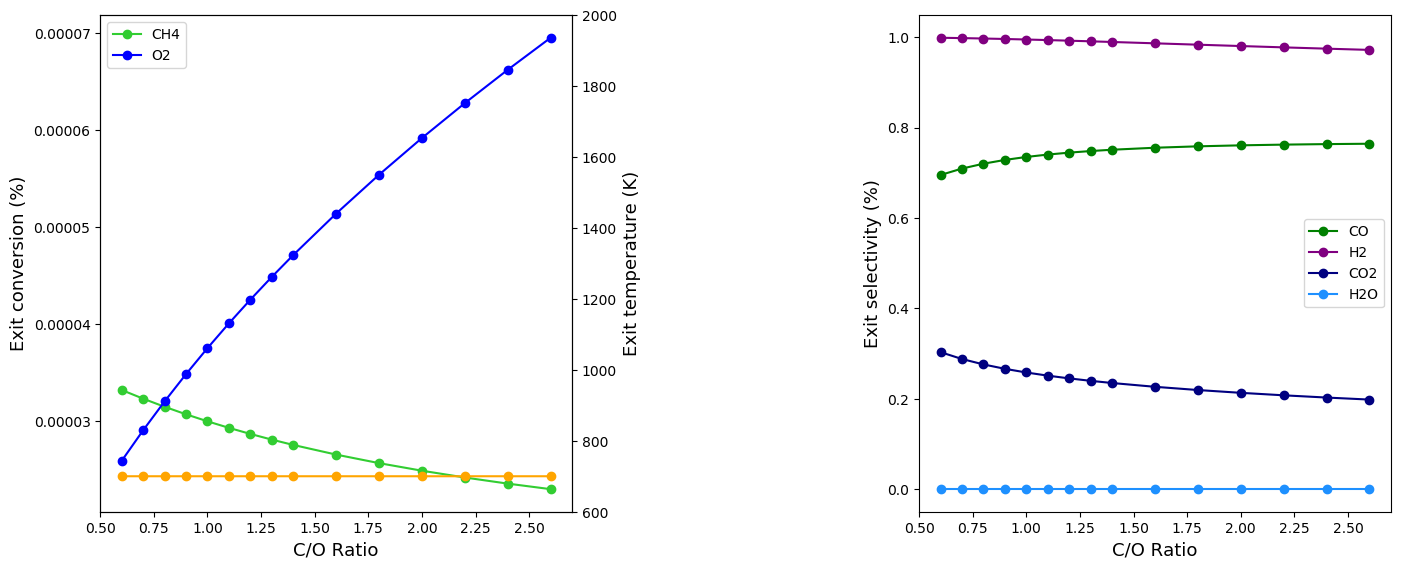 CH4
O2
0.00007
0.00006
0.00005
0.00004
0.00003
Exit conversion (%)
0.50 0.75 1.00 1.25 1.50 1.75 2.00 2.25 2.50
C/O Ratio
2000
1800
1600
1400
1200
1000
800
600
Exit temperature (K)
1.0
0.8
0.6
0.4
0.2
0.0
Exit selectivity (%)
CO
H2
CO2
H2O
0.50 0.75 1.00 1.25 1.50 1.75 2.00 2.25 2.50
C/O Ratio